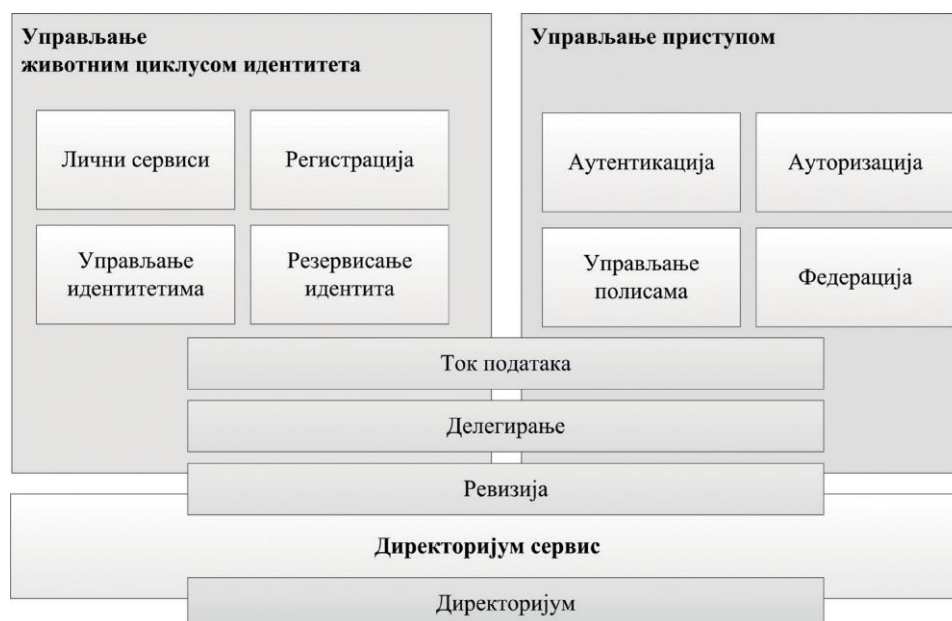 Управљање
животним циклусом идентитета
Лични сервиси
Регистрација
Управљање
идентитетима
Резервисање
идентита
Управљање приступом
Аутентикација
Ауторизација
Управљање
полисама
Федерација
Ток података
Делегирање
Ревизија
Директоријум сервис
Директоријум